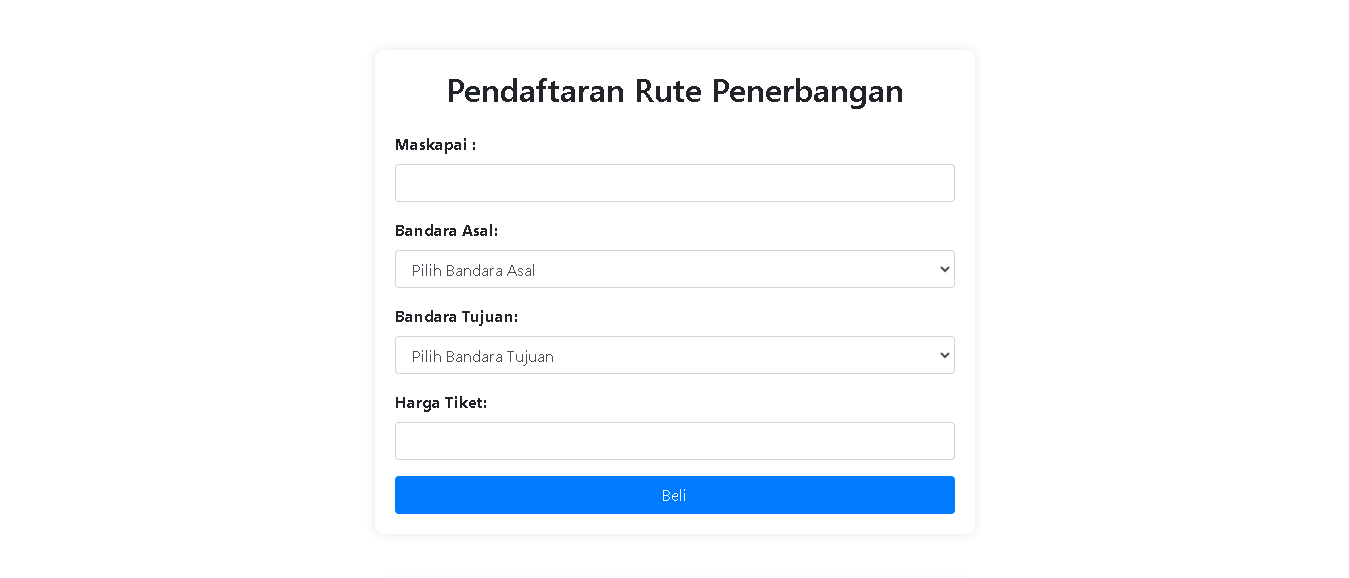 Pendaftaran Rute Penerbangan
Maskapai :
Bandara Asal:
Pilih Bandara Asal
Bandara Tujuan:
Pilih Bandara Tujuan
Harga Tiket:
Beli